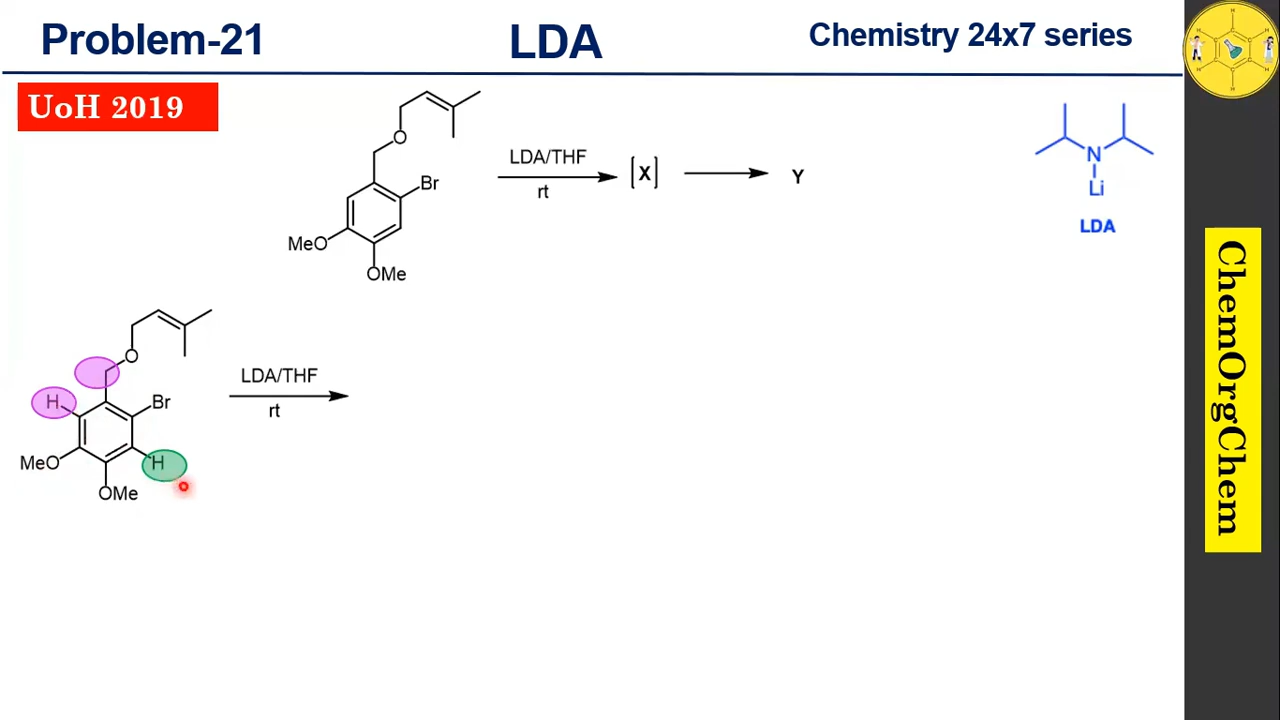 Problem-21
LDA
Chemistry 24x7 series
UoH 2019
O
Br
MeO
OMe
LDA/THF
rt
[X]
Y
N
Li
LDA
O
H
Br
MeO
H
OMe
LDA/THF
rt
ChemOrgChem